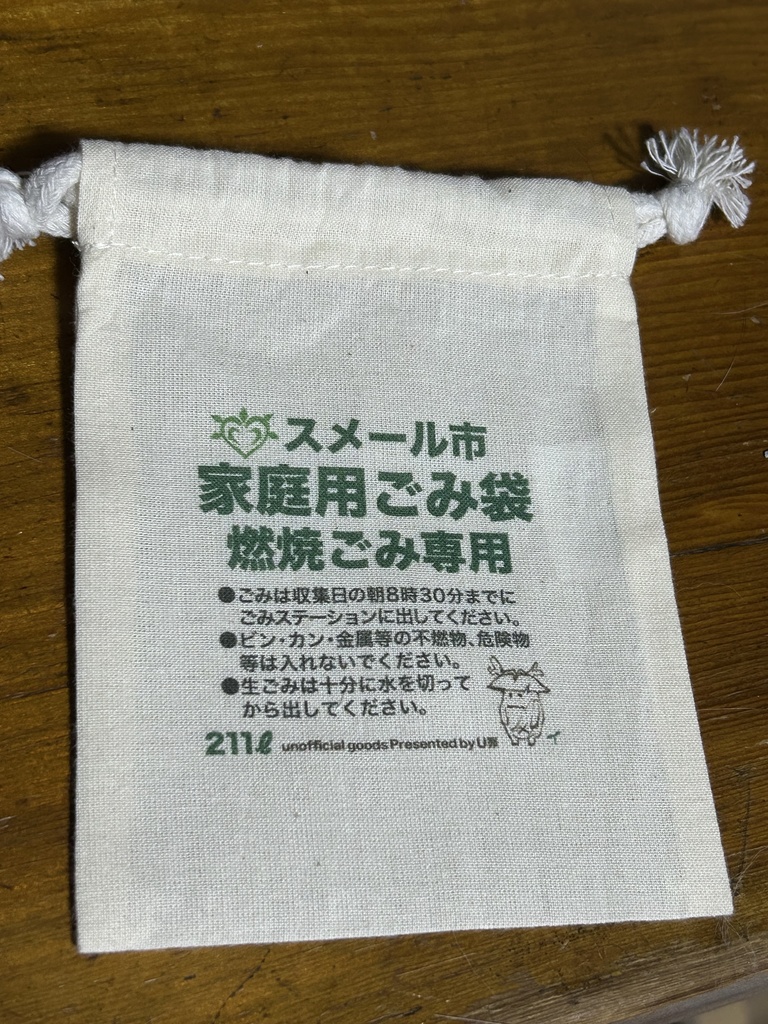 スメール市
家庭用ごみ袋
燃焼ごみ専用
●ごみは収集日の朝8時30分までに
ごみステーションに出してください。
●ビン・カン・金属等の不燃物、危険物
等は入れないでください。
●生ごみは十分に水を切って
から出してください。
211ℓ unofficial goods Presented by U